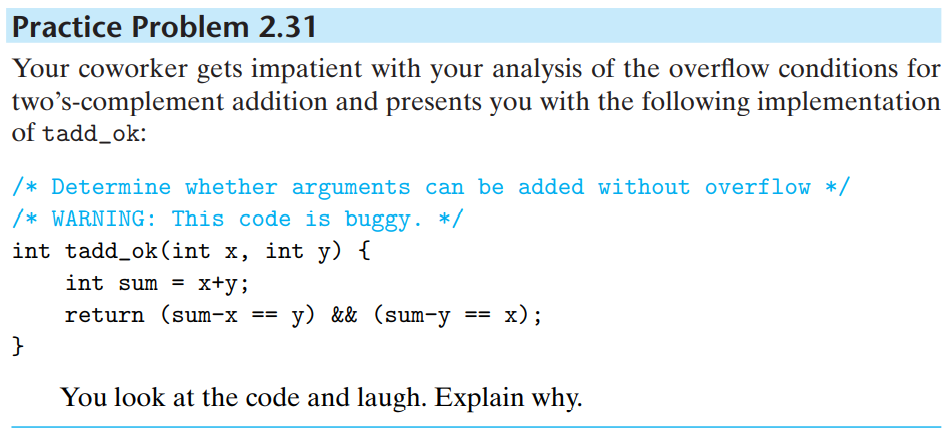 Practice Problem 2.31
Your coworker gets impatient with your analysis of the overflow conditions for
two’s-complement addition and presents you with the following implementation
of tadd_ok:
/* Determine whether arguments can be added without overflow */
/* WARNING: This code is buggy. */
int tadd_ok(int x, int y) {
    int sum = x+y;
    return (sum-x == y) && (sum-y == x);
}
You look at the code and laugh. Explain why.